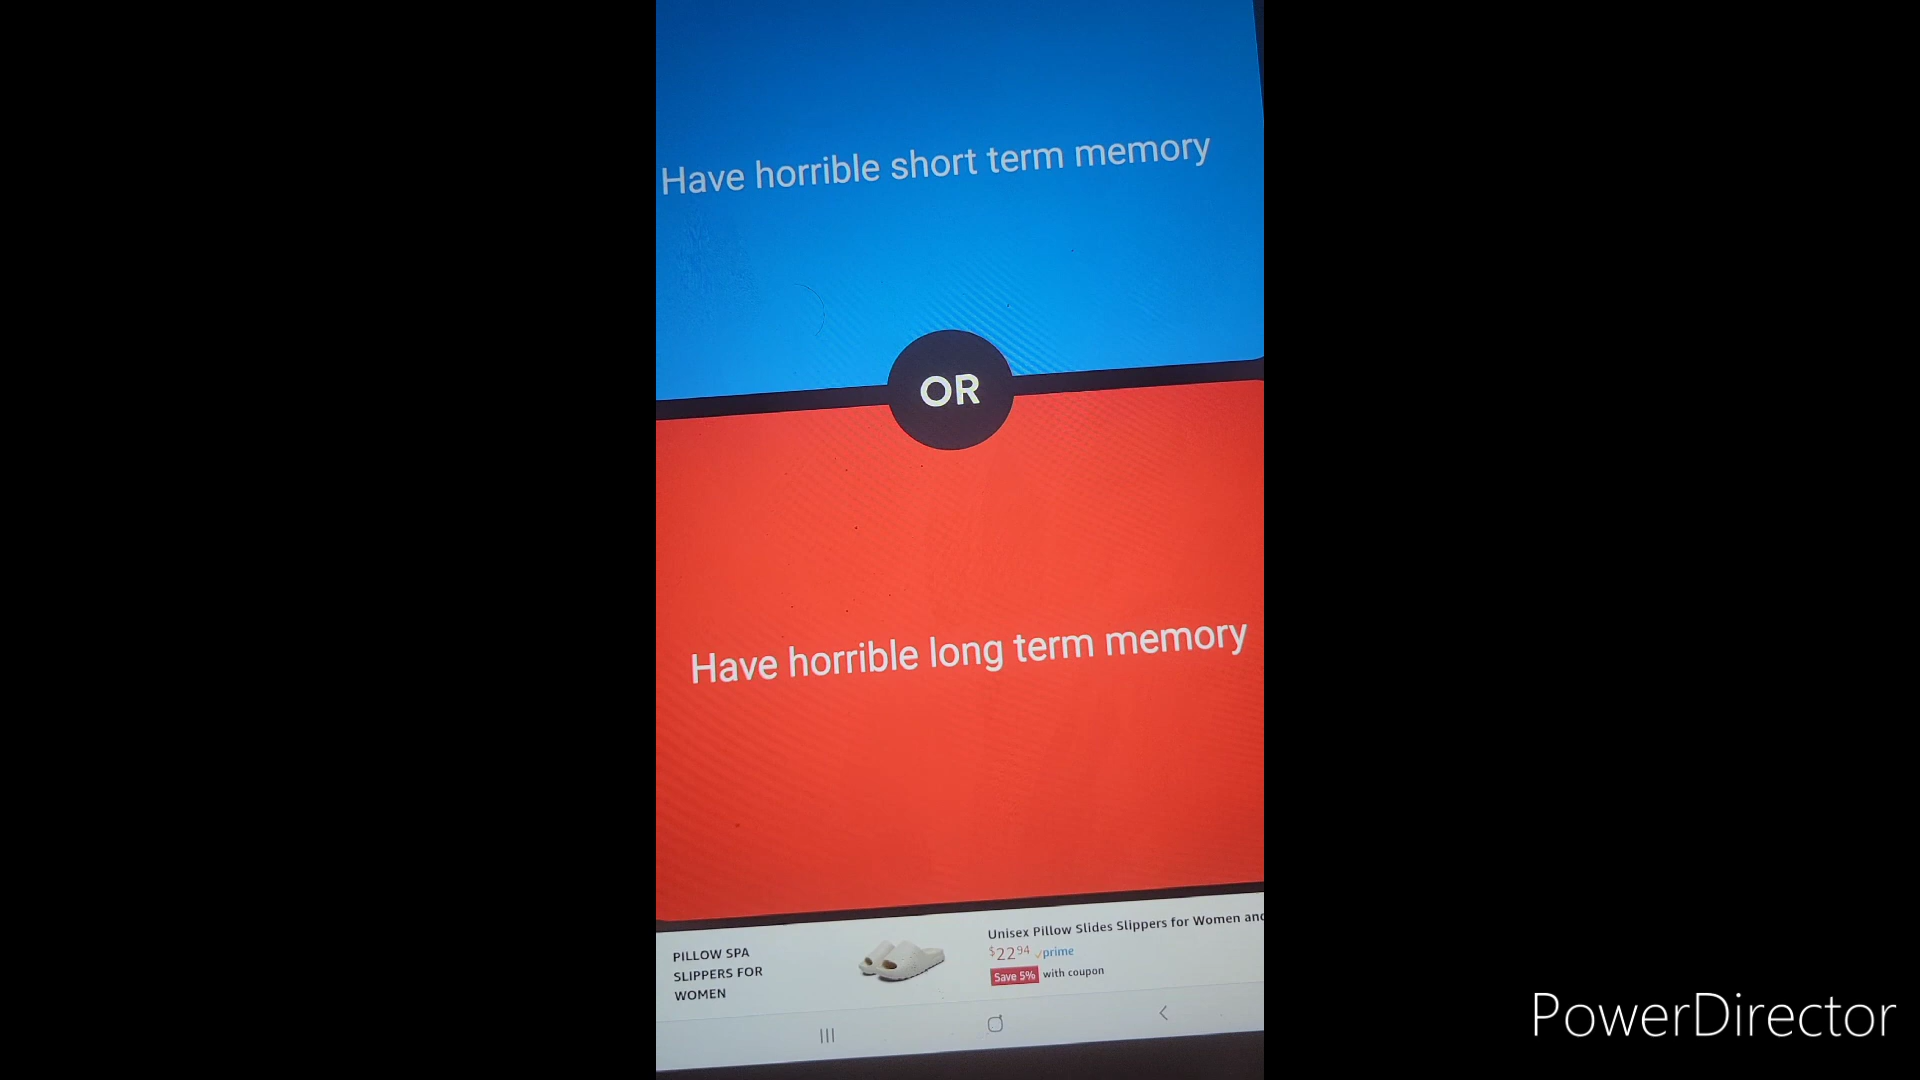 Have horrible short term memory
OR
Have horrible long term memory
PILLOW SPA
SLIPPERS FOR
WOMEN
Unisex Pillow Slides Slippers for Women and
$22.94 ✓prime
Save 5% with coupon
PowerDirector